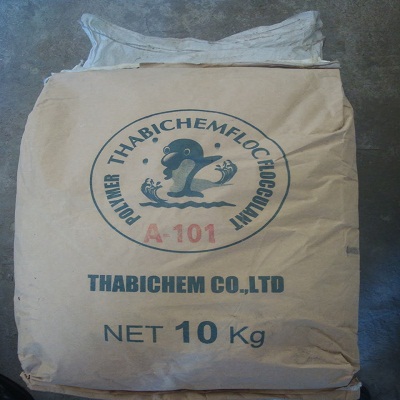 POLYMER THABICHEMFLOC FLOCCULANT
A-101
THABICHEM CO.,LTD
NET 10 Kg